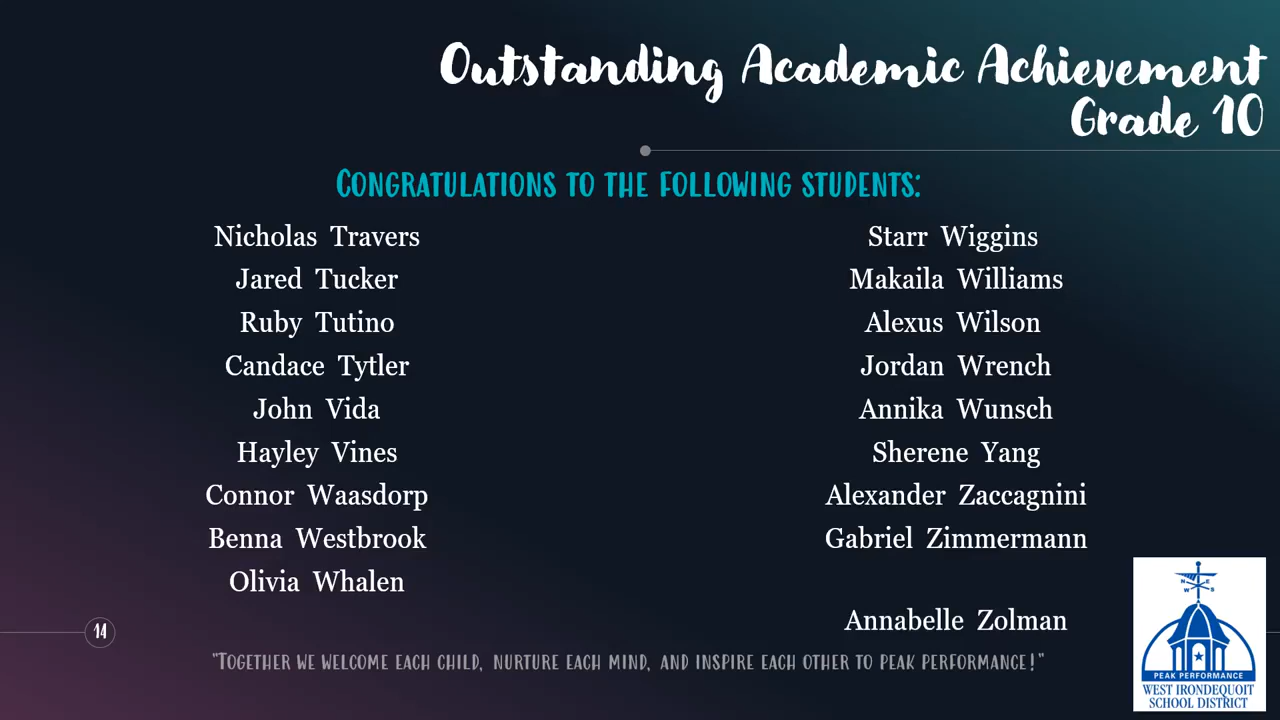 Outstanding Academic Achievement
Grade 10
Congratulations to the following students:
Nicholas Travers
Jared Tucker
Ruby Tutino
Candace Tytler
John Vida
Hayley Vines
Connor Waasdorp
Benna Westbrook
Olivia Whalen
Starr Wiggins
Makaila Williams
Alexus Wilson
Jordan Wrench
Annika Wunsch
Sherene Yang
Alexander Zaccagnini
Gabriel Zimmermann
Annabelle Zolman
14
"Together we welcome each child, nurture each mind, and inspire each other to peak performance!"
N E
W S
PEAK PERFORMANCE
WEST IRONDEQUOIT
SCHOOL DISTRICT